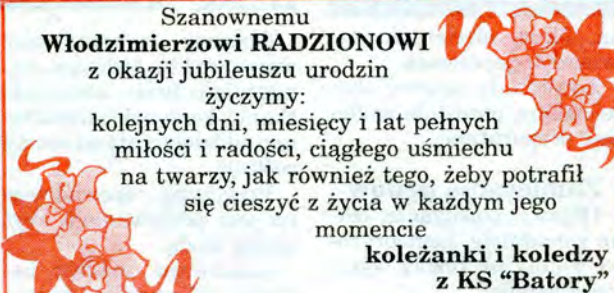 Szanownemu
Włodzimierzowi RADZIONOWI
z okazji jubileuszu urodzin
życzymy:
kolejnych dni, miesięcy i lat pełnych
miłości i radości, ciągłego uśmiechu
na twarzy, jak również tego, żeby potrafił
się cieszyć z życia w każdym jego
momencie
koleżanki i koledzy
z KS "Batory"